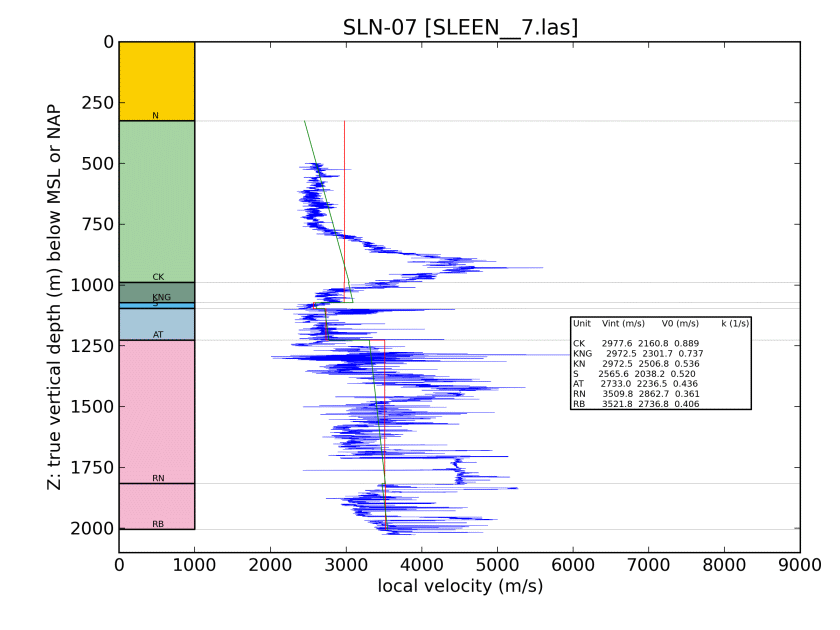 SLN-07 [SLEEN__7.las]
0
250
500
750
1000
1250
1500
1750
2000
Z: true vertical depth (m) below MSL or NAP
N
CK
KNG
S
AT
RN
RB
Unit Vint (m/s) V0 (m/s) k (1/s)
CK 2977.6 2160.8 0.889
KNG 2972.5 2301.7 0.737
KN 2972.5 2506.8 0.536
S 2565.6 2038.2 0.520
AT 2733.0 2236.5 0.436
RN 3509.8 2862.7 0.361
RB 3521.8 2736.8 0.406
0 1000 2000 3000 4000 5000 6000 7000 8000 9000
local velocity (m/s)